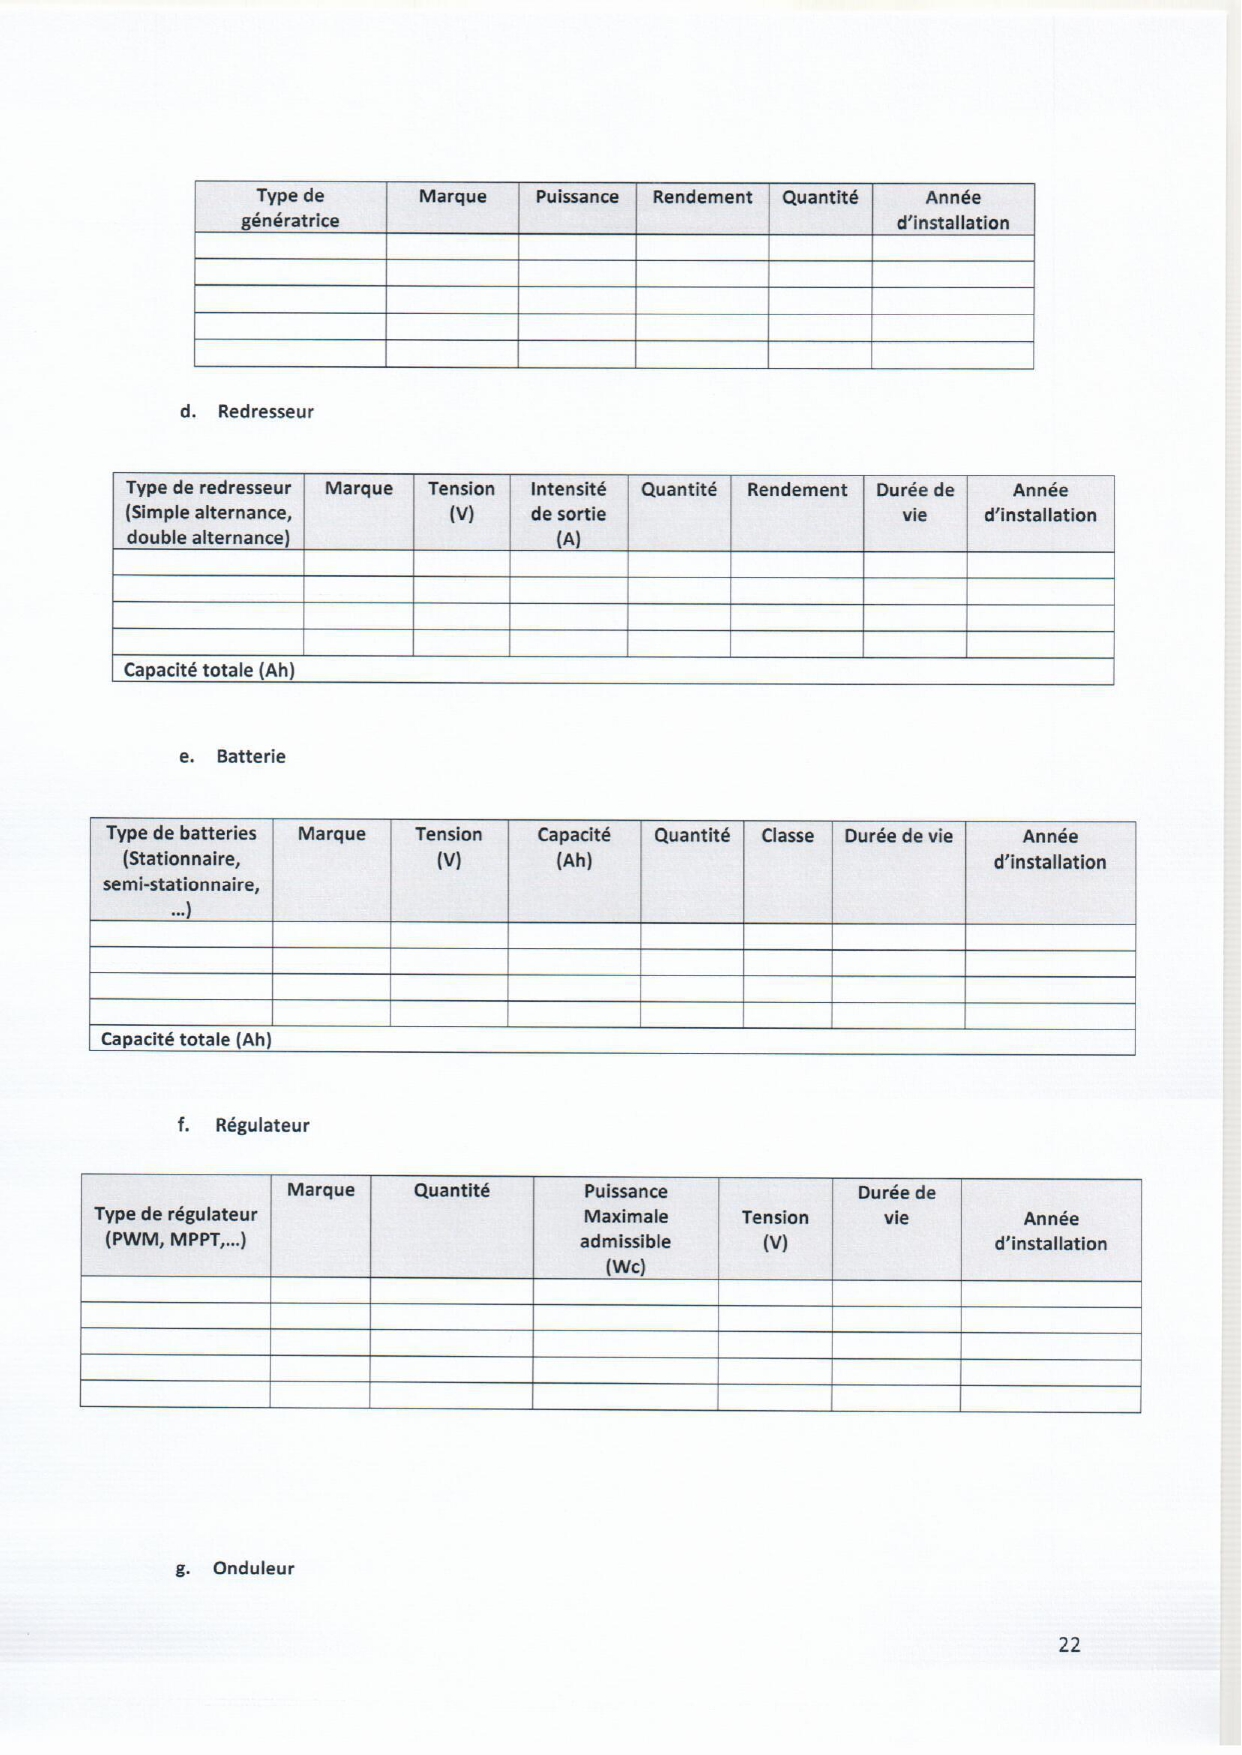 Type de génératrice Marque Puissance Rendement Quantité Année d'installation
d. Redresseur
Type de redresseur (Simple alternance, double alternance) Marque Tension (V) Intensité de sortie (A) Quantité Rendement Durée de vie Année d'installation
Capacité totale (Ah)
e. Batterie
Type de batteries (Stationnaire, semi-stationnaire, ...) Marque Tension (V) Capacité (Ah) Quantité Classe Durée de vie Année d'installation
Capacité totale (Ah)
f. Régulateur
Type de régulateur (PWM, MPPT,...) Marque Quantité Puissance Maximale admissible (Wc) Tension (V) Durée de vie Année d'installation
g. Onduleur
22